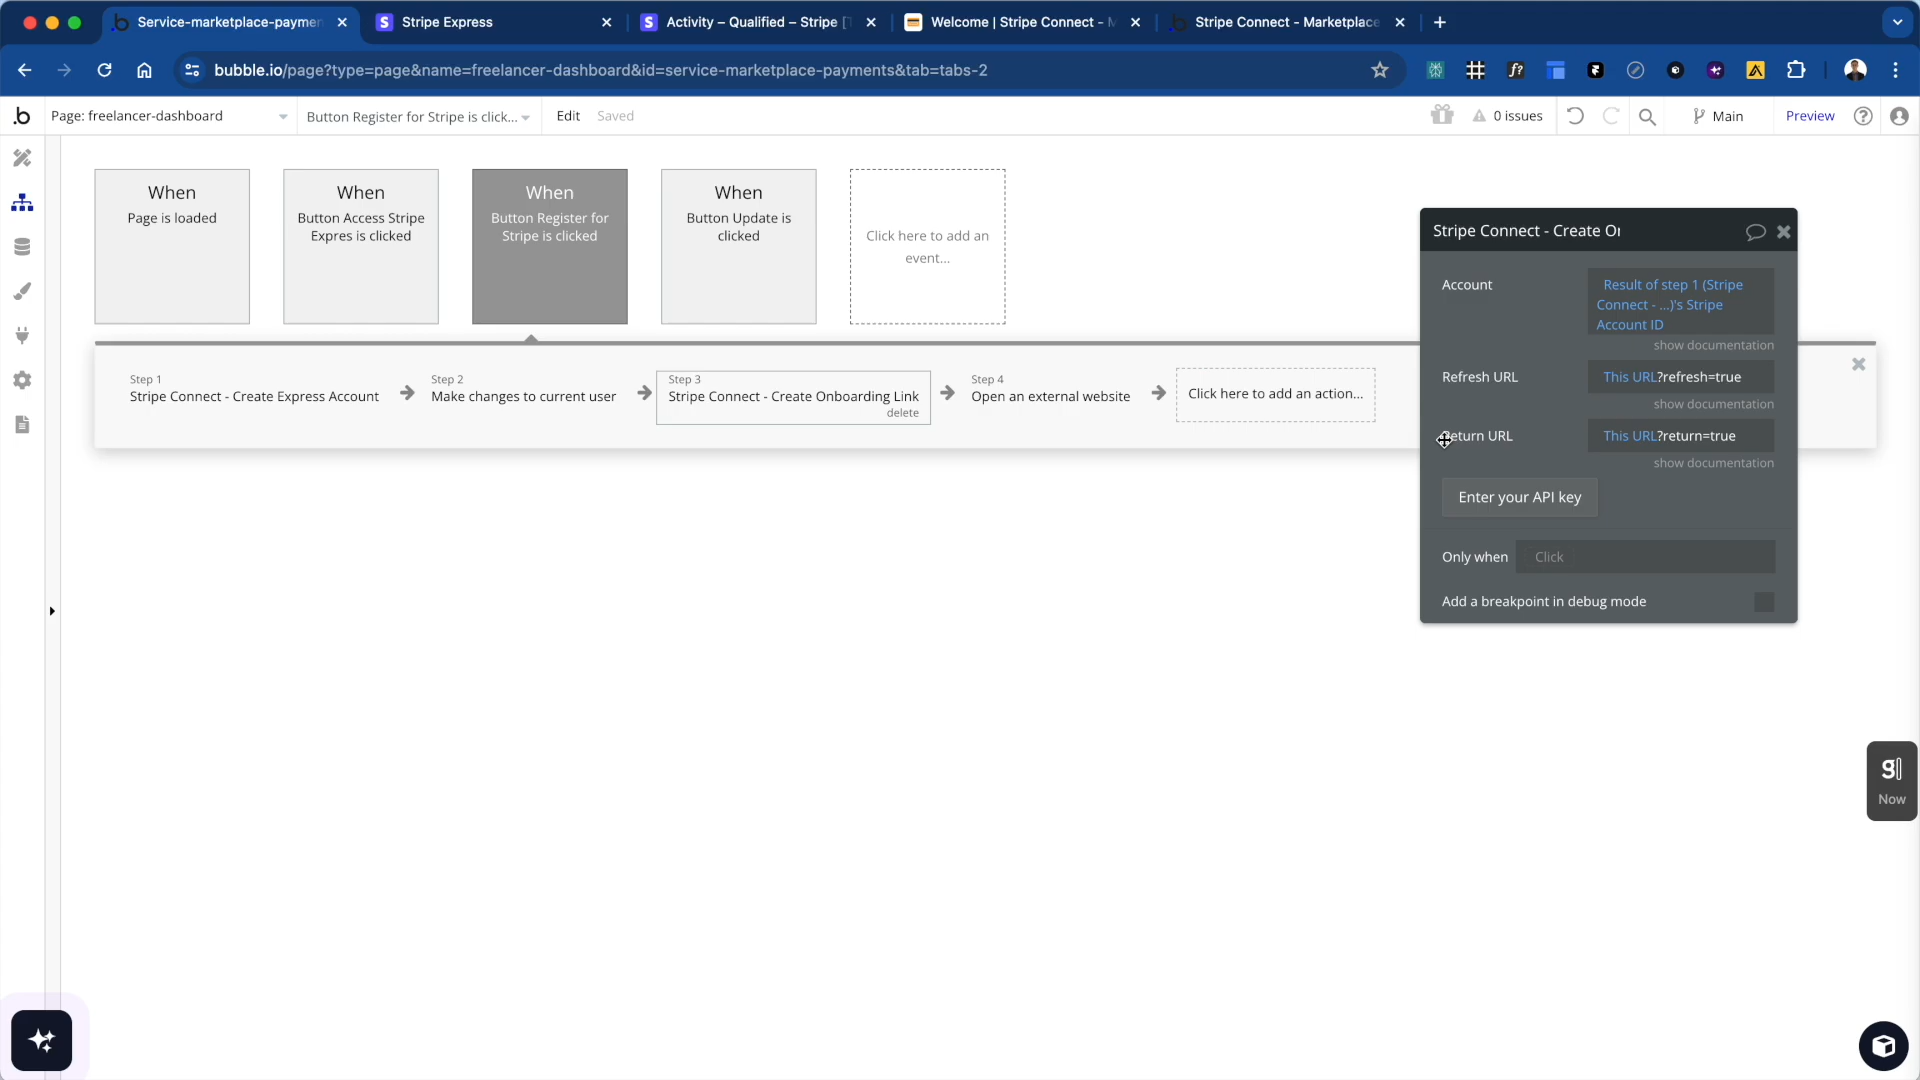 Service-marketplace-paymen
Stripe Express
Activity – Qualified – Stripe [T
Welcome | Stripe Connect - M
Stripe Connect - Marketplace
bubble.io/page?type=page&name=freelancer-dashboard&id=service-marketplace-payments&tab=tabs-2
Page: freelancer-dashboard
Button Register for Stripe is click...
Edit
Saved
0 issues
Main
Preview
When
Page is loaded
When
Button Access Stripe
Expres is clicked
When
Button Register for
Stripe is clicked
When
Button Update is
clicked
Click here to add an
event...
Step 1
Stripe Connect - Create Express Account
Step 2
Make changes to current user
Step 3
Stripe Connect - Create Onboarding Link
delete
Step 4
Open an external website
Click here to add an action...
Stripe Connect - Create Or
Account
Result of step 1 (Stripe
Connect - ...)'s Stripe
Account ID
show documentation
Refresh URL
This URL?refresh=true
show documentation
Return URL
This URL?return=true
show documentation
Enter your API key
Only when
Click
Add a breakpoint in debug mode
g
Now